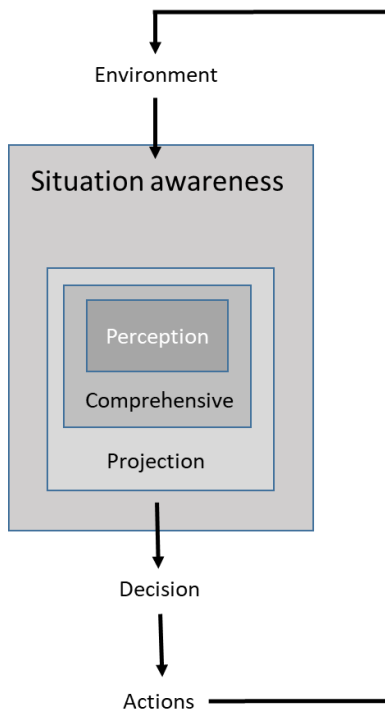 Environment
Situation awareness
Perception
Comprehensive
Projection
Decision
Actions